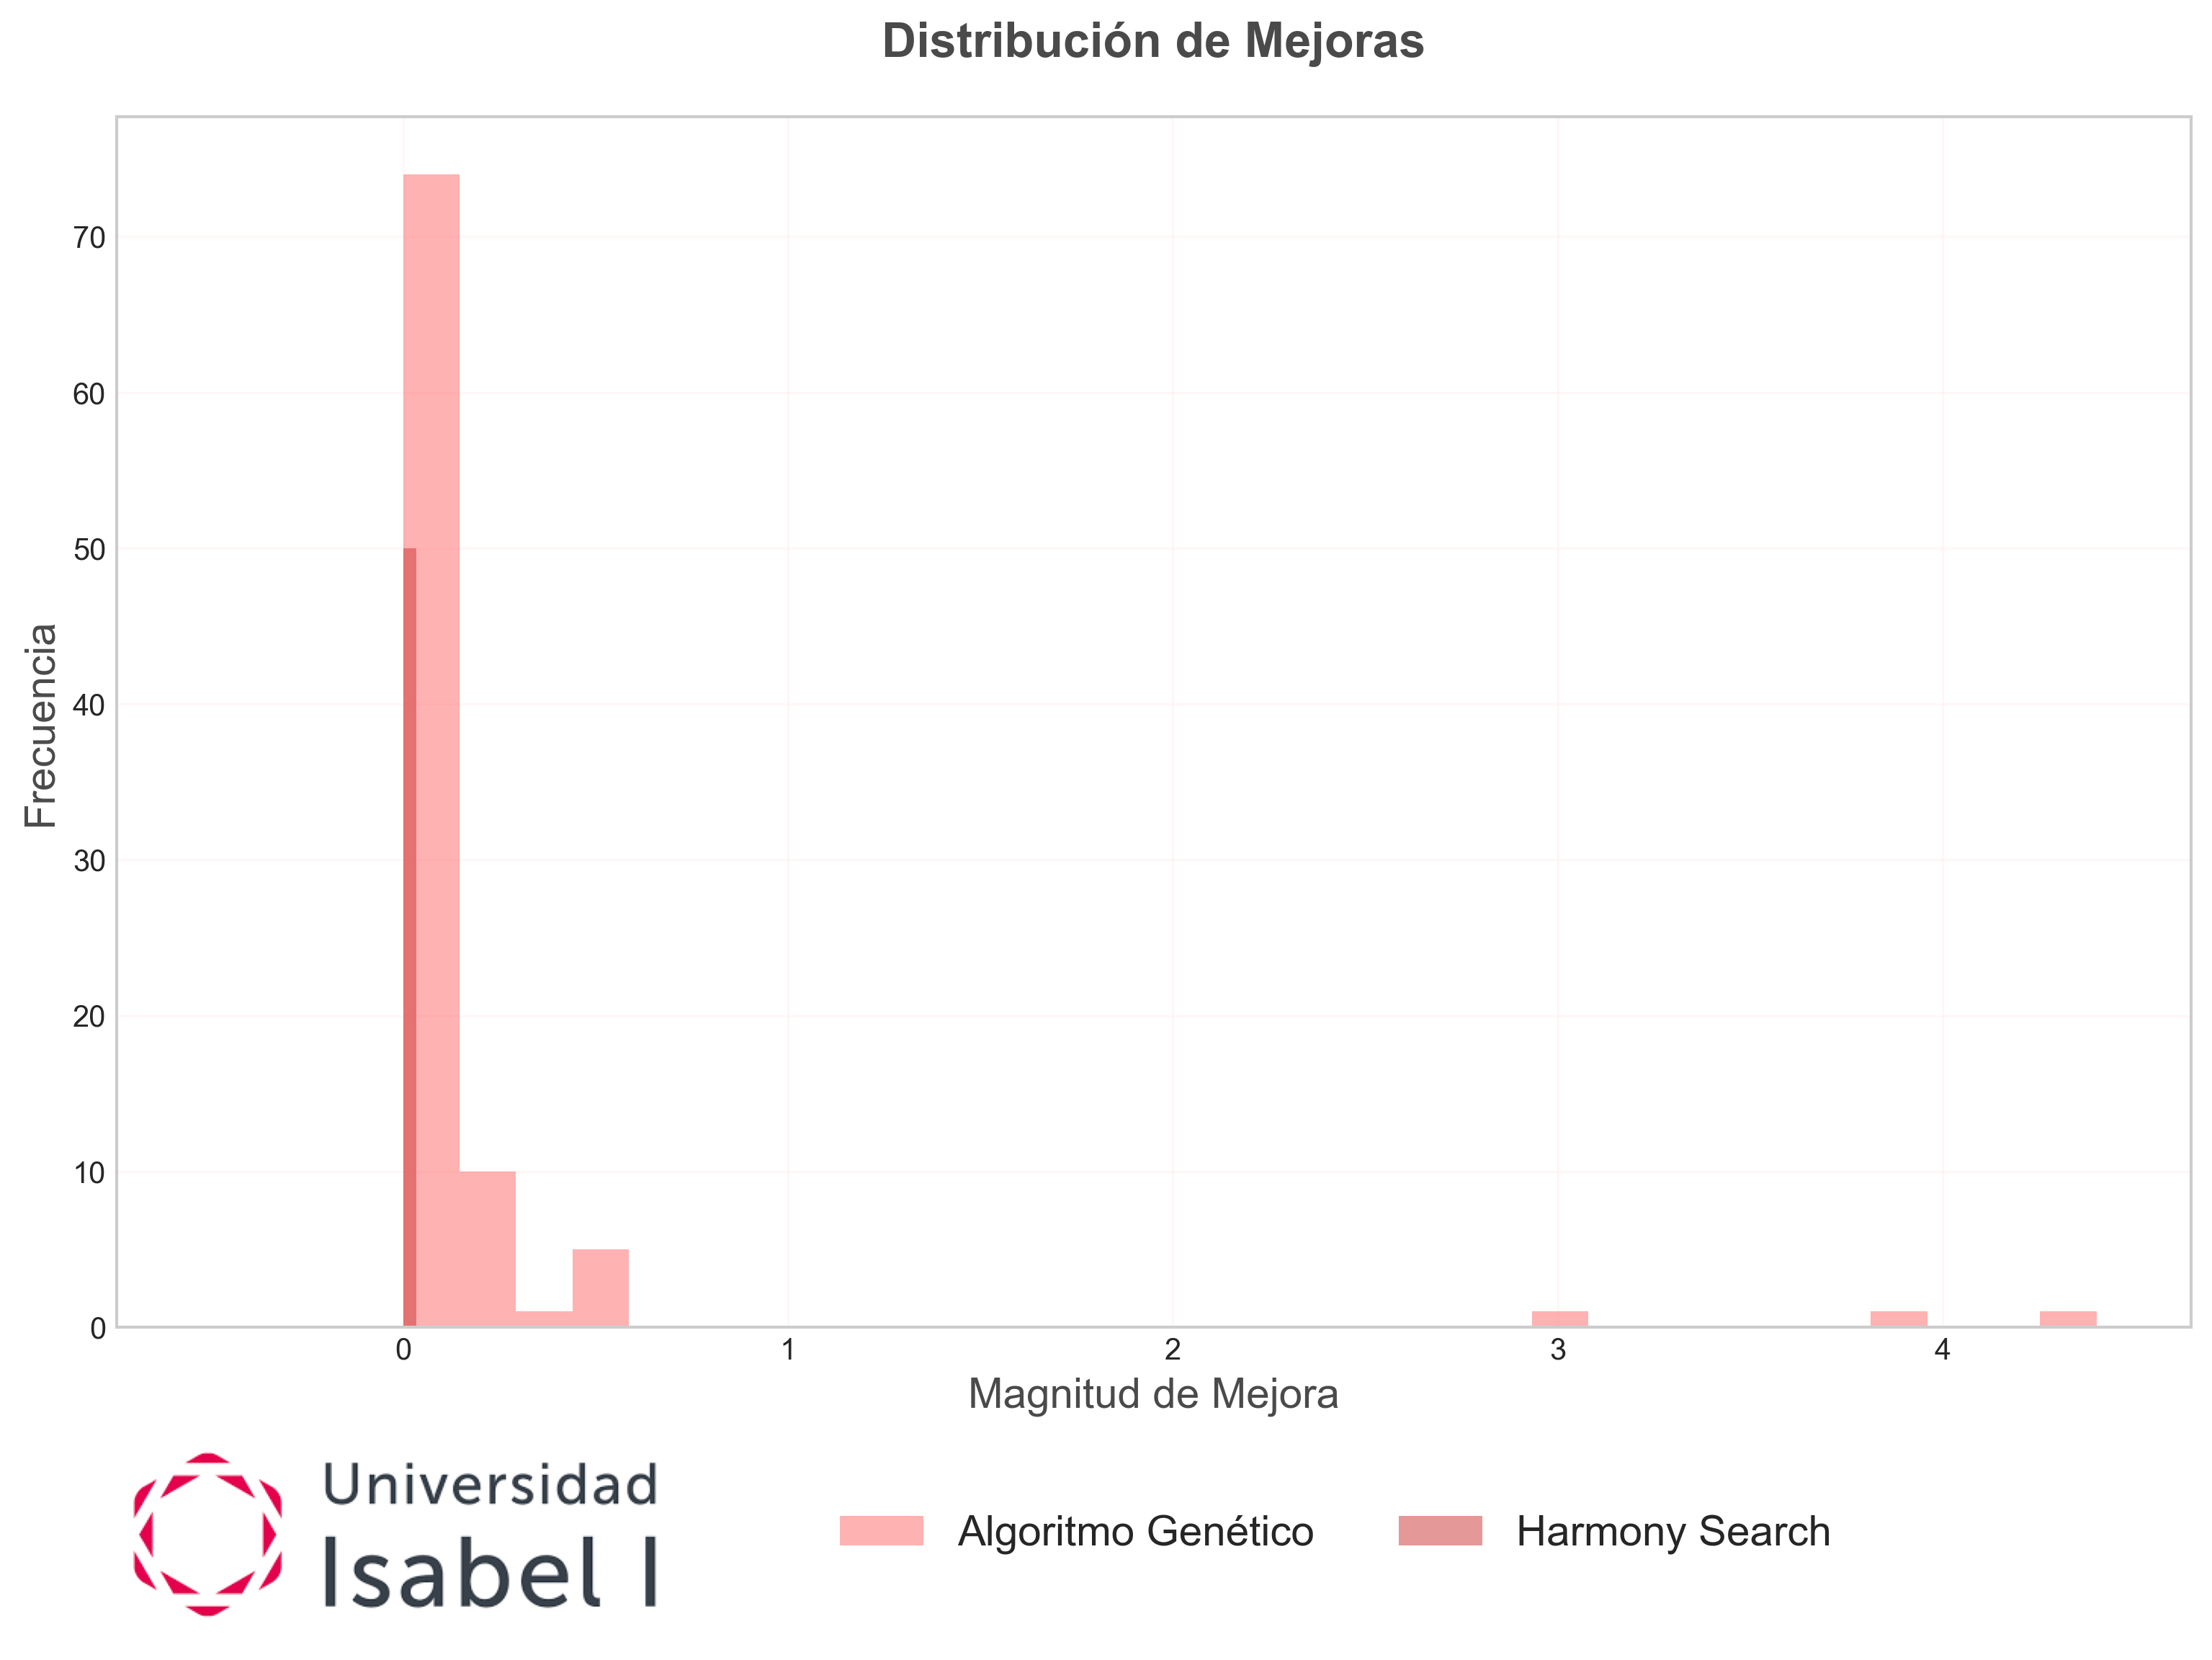 Distribución de Mejoras
Frecuencia
70
60
50
40
30
20
10
0
0 1 2 3 4
Magnitud de Mejora
Universidad
Isabel I
Algoritmo Genético Harmony Search